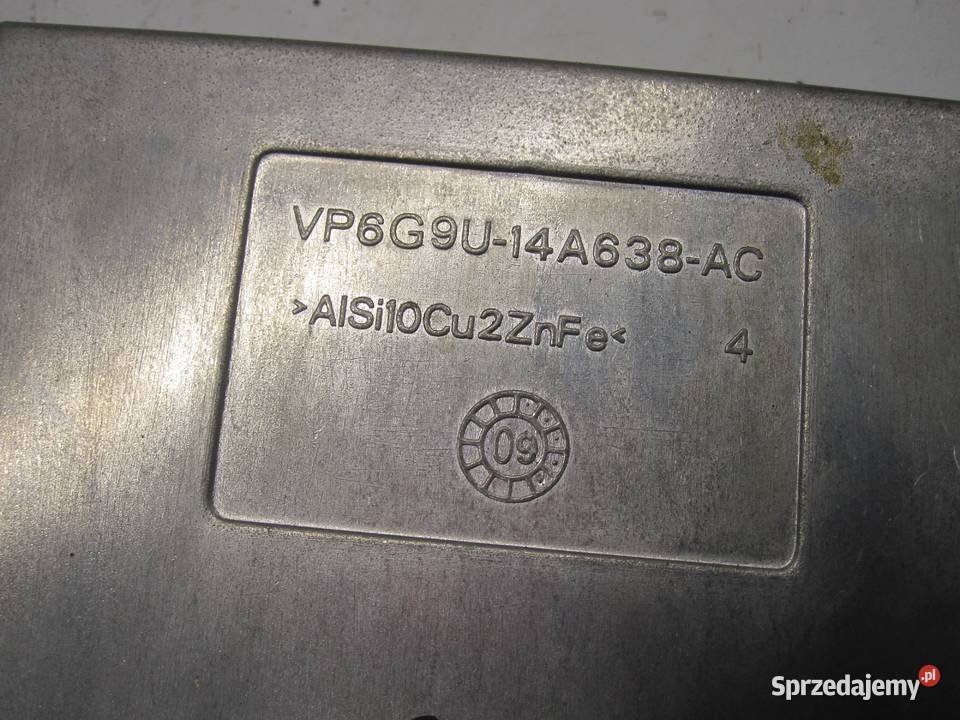 VP6G9U-14A638-AC
>AlSi10Cu2ZnFe<
4
09
Sprzedajemy.pl